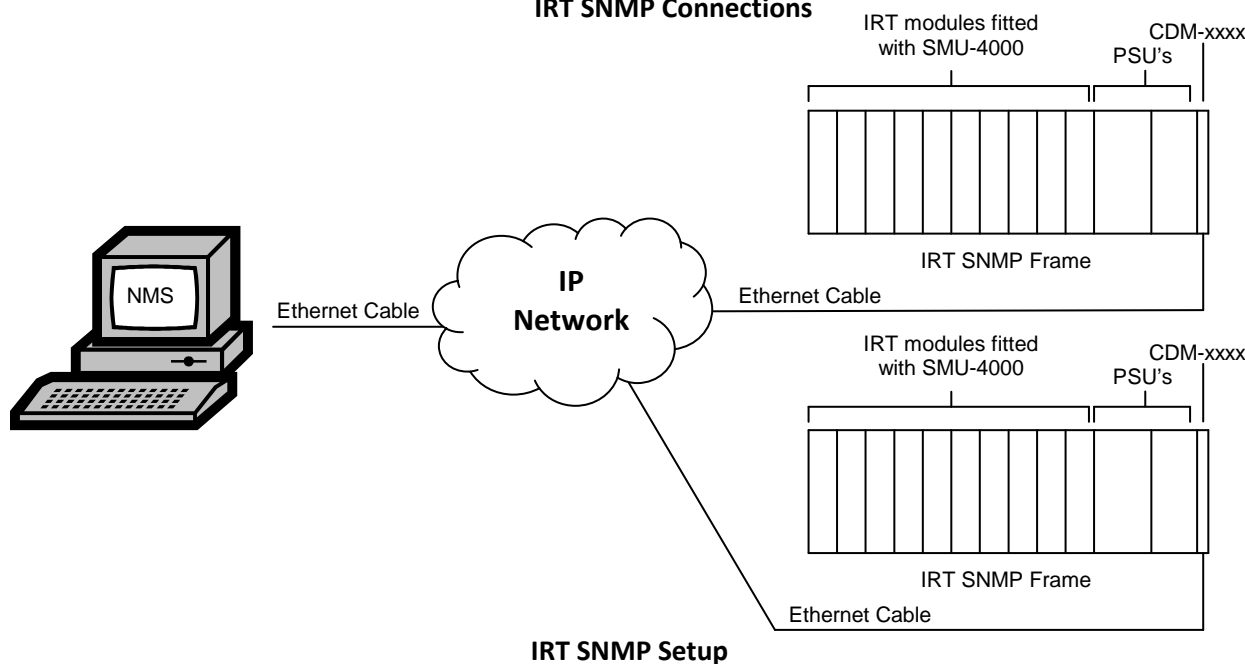 IRT SNMP Connections
IRT modules fitted
with SMU-4000
PSU's
CDM-xxxx
IRT SNMP Frame
NMS
Ethernet Cable
IP
Network
Ethernet Cable
IRT modules fitted
with SMU-4000
PSU's
CDM-xxxx
IRT SNMP Frame
Ethernet Cable
IRT SNMP Setup